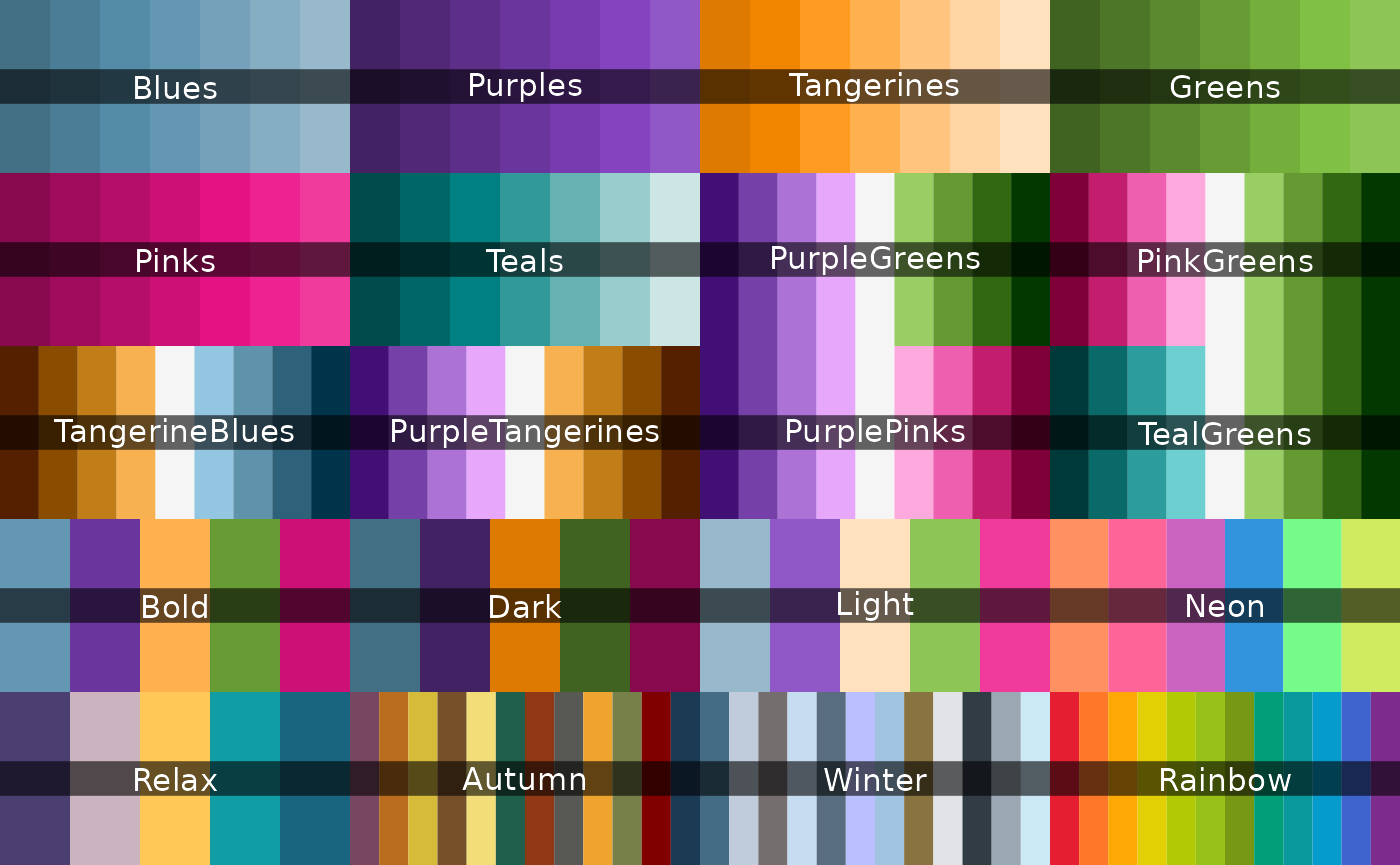 Blues
Purples
Tangerines
Greens
Pinks
Teals
PurpleGreens
PinkGreens
TangerineBlues
PurpleTangerines
PurplePinks
TealGreens
Bold
Dark
Light
Neon
Relax
Autumn
Winter
Rainbow